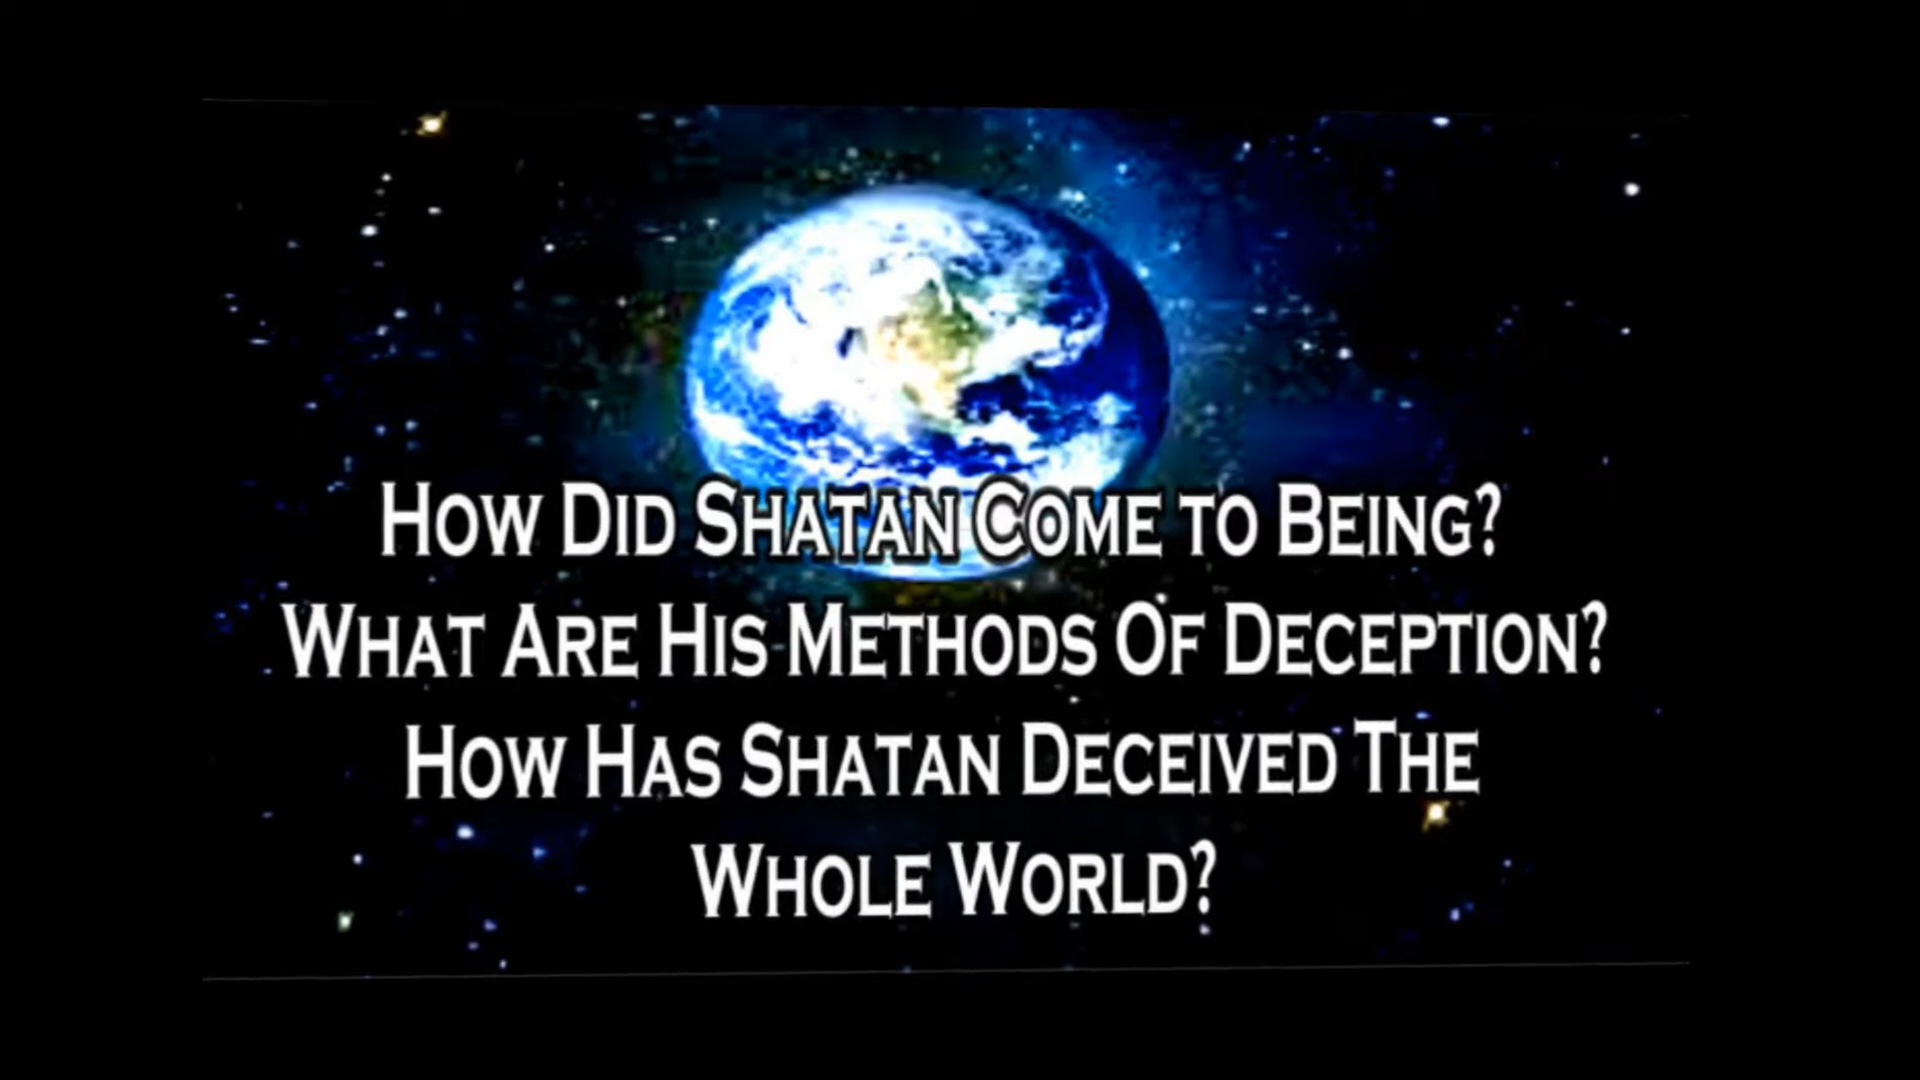 How Did Shatan Come to Being?
What Are His Methods Of Deception?
How Has Shatan Deceived The
Whole World?